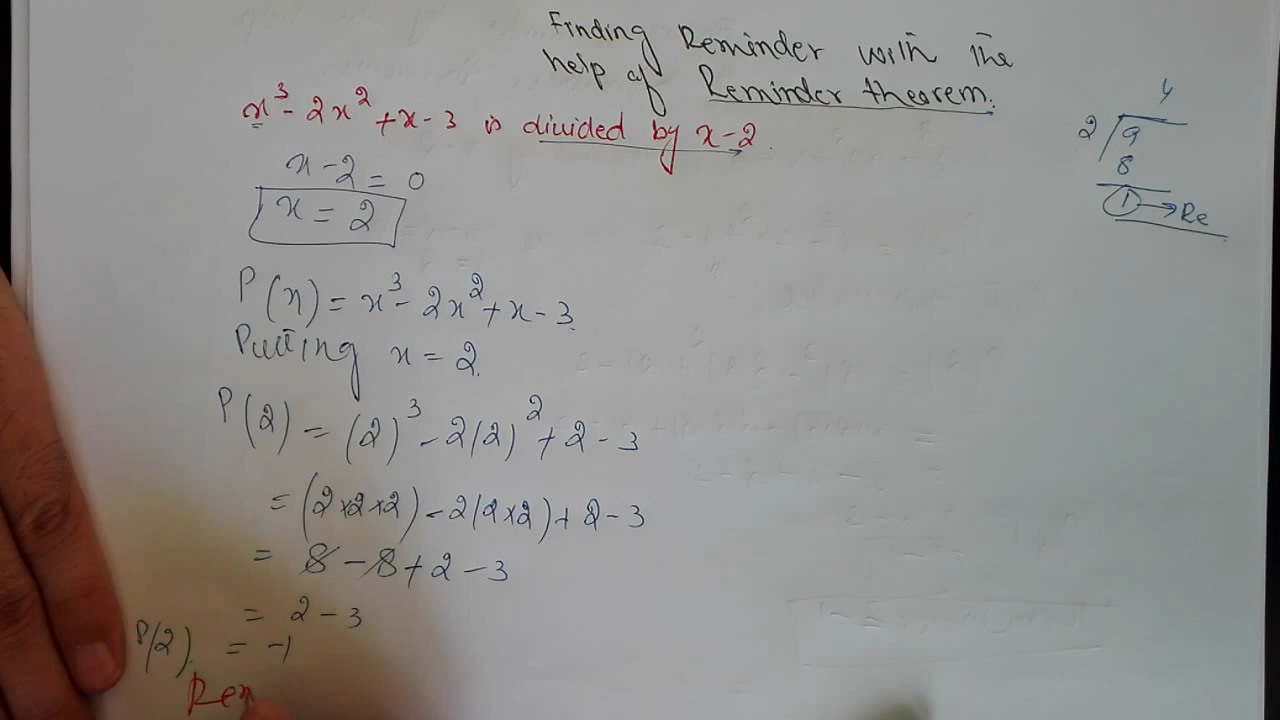 Finding Reminder with the
help of Reminder theorem.
x³ - 2x² + x - 3 is divided by x - 2
x - 2 = 0
x = 2
4
2 / 9
8
1 → Re
P(x) = x³ - 2x² + x - 3
Putting x = 2.
P(2) = (2)³ - 2(2)² + 2 - 3
= (2×2×2) - 2(2×2) + 2 - 3
= 8 - 8 + 2 - 3
= 2 - 3
P(2). = -1
Rem